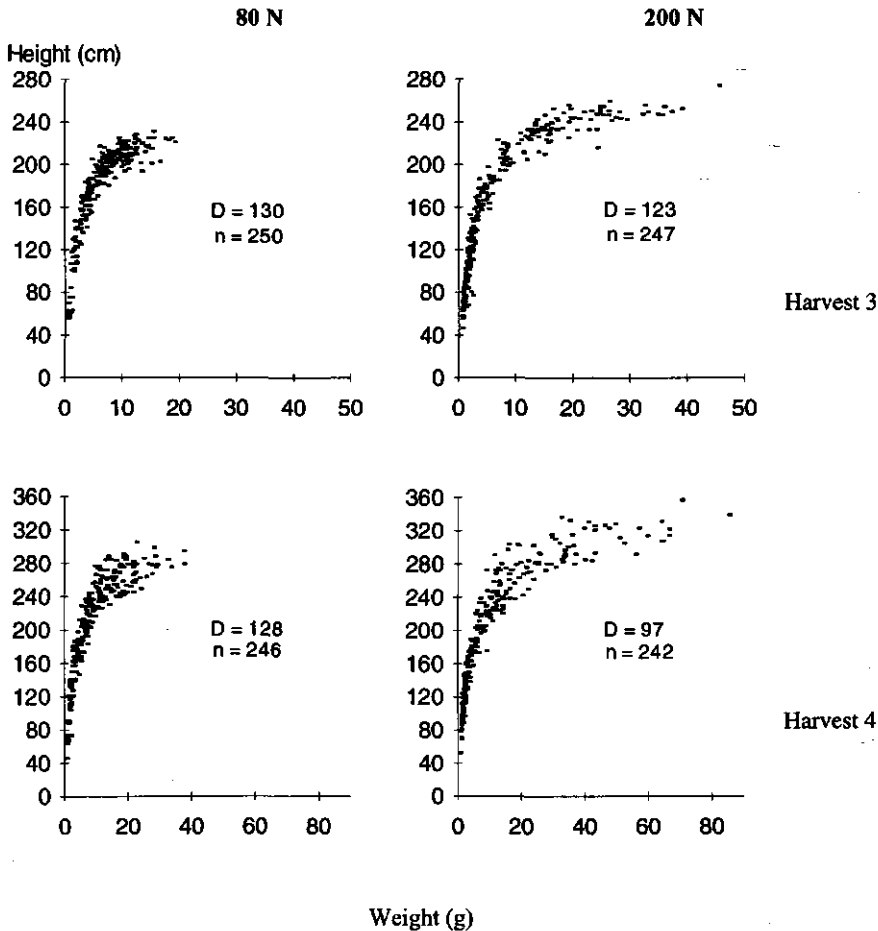 80 N 200 N
Height (cm)
280 280
240 240
200 200
160 160
D = 130 D = 123
n = 250 n = 247
120 120
80 80
Harvest 3
40 40
0 0
0 10 20 30 40 50 0 10 20 30 40 50
360 360
320 320
280 280
240 240
200 200
D = 128 D = 97
n = 246 n = 242
160 160
120 120
80 80
Harvest 4
40 40
0 0
0 20 40 60 80 0 20 40 60 80
Weight (g)